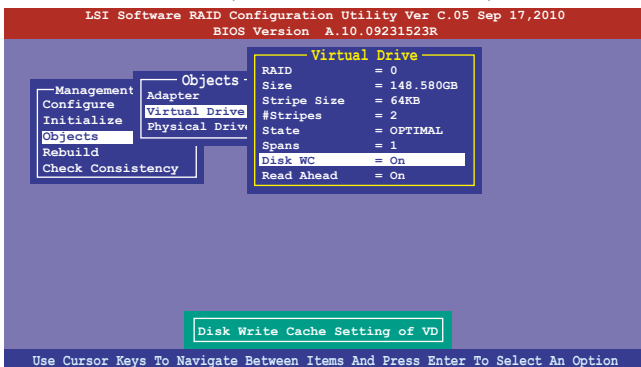 LSI Software RAID Configuration Utility Ver C.05 Sep 17,2010
BIOS Version A.10.09231523R
Management
Configure
Initialize
Objects
Rebuild
Check Consistency
Objects
Adapter
Virtual Drive
Physical Drive
Virtual Drive
RAID = 0
Size = 148.580GB
Stripe Size = 64KB
#Stripes = 2
State = OPTIMAL
Spans = 1
Disk WC = On
Read Ahead = On
Disk Write Cache Setting of VD
Use Cursor Keys To Navigate Between Items And Press Enter To Select An Option